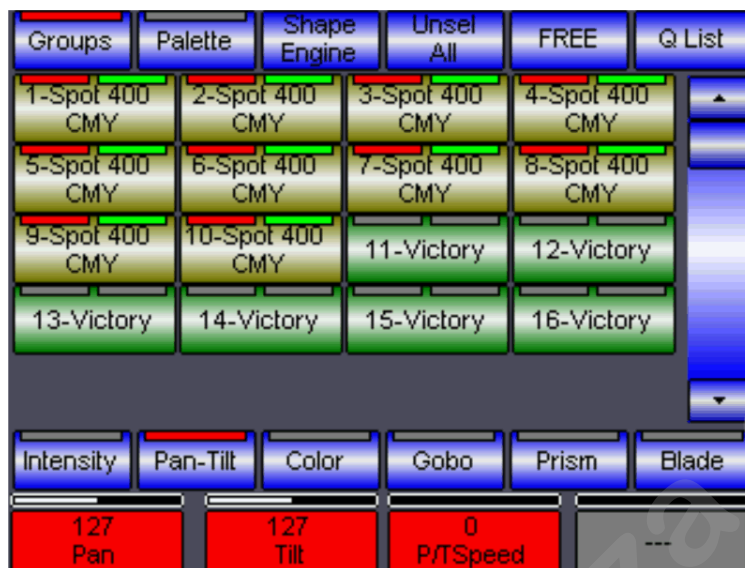 Groups Palette Shape Engine Unsel All FREE Q List
1-Spot 400 CMY 2-Spot 400 CMY 3-Spot 400 CMY 4-Spot 400 CMY
5-Spot 400 CMY 6-Spot 400 CMY 7-Spot 400 CMY 8-Spot 400 CMY
9-Spot 400 CMY 10-Spot 400 CMY 11-Victory 12-Victory
13-Victory 14-Victory 15-Victory 16-Victory
Intensity Pan-Tilt Color Gobo Prism Blade
127 127 0 ---
Pan Tilt P/TSpeed